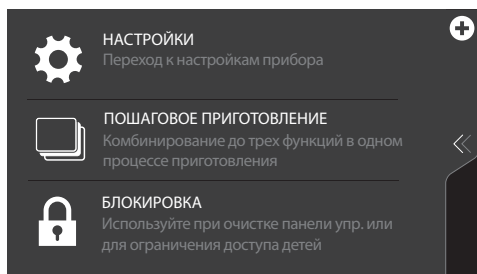 НАСТРОЙКИ
Переход к настройкам прибора
ПОШАГОВОЕ ПРИГОТОВЛЕНИЕ
Комбинирование до трех функций в одном
процессе приготовления
БЛОКИРОВКА
Используйте при очистке панели упр. или
для ограничения доступа детей